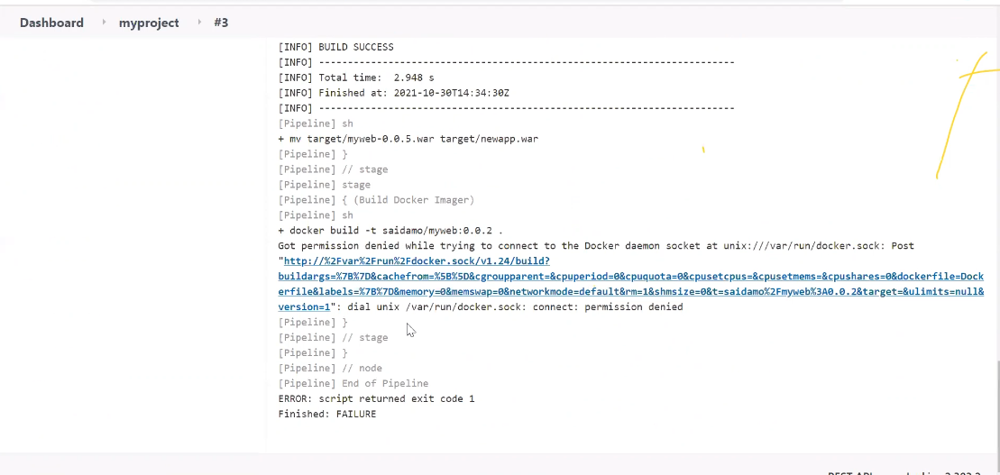 Dashboard myproject #3
[INFO] BUILD SUCCESS
[INFO] ------------------------------------------------------------------------
[INFO] Total time:  2.948 s
[INFO] Finished at: 2021-10-30T14:34:30Z
[INFO] ------------------------------------------------------------------------
[Pipeline] sh
+ mv target/myweb-0.0.5.war target/newapp.war
[Pipeline] }
[Pipeline] // stage
[Pipeline] stage
[Pipeline] { (Build Docker Imager)
[Pipeline] sh
+ docker build -t saidamo/myweb:0.0.2 .
Got permission denied while trying to connect to the Docker daemon socket at unix:///var/run/docker.sock: Post
"http://%2Fvar%2Frun%2Fdocker.sock/v1.24/build?
buildargs=%7B%7D&cachefrom=%5B%5D&cgroupparent=&cpuperiod=0&cpuquota=0&cpusetcpus=&cpusetmems=&cpushares=0&dockerfile=Dock
erfile&labels=%7B%7D&memory=0&memswap=0&networkmode=default&rm=1&shmsize=0&t=saidamo%2Fmyweb%3A0.0.2&target=&ulimits=null&
version=1": dial unix /var/run/docker.sock: connect: permission denied
[Pipeline] }
[Pipeline] // stage
[Pipeline] }
[Pipeline] // node
[Pipeline] End of Pipeline
ERROR: script returned exit code 1
Finished: FAILURE
REST API